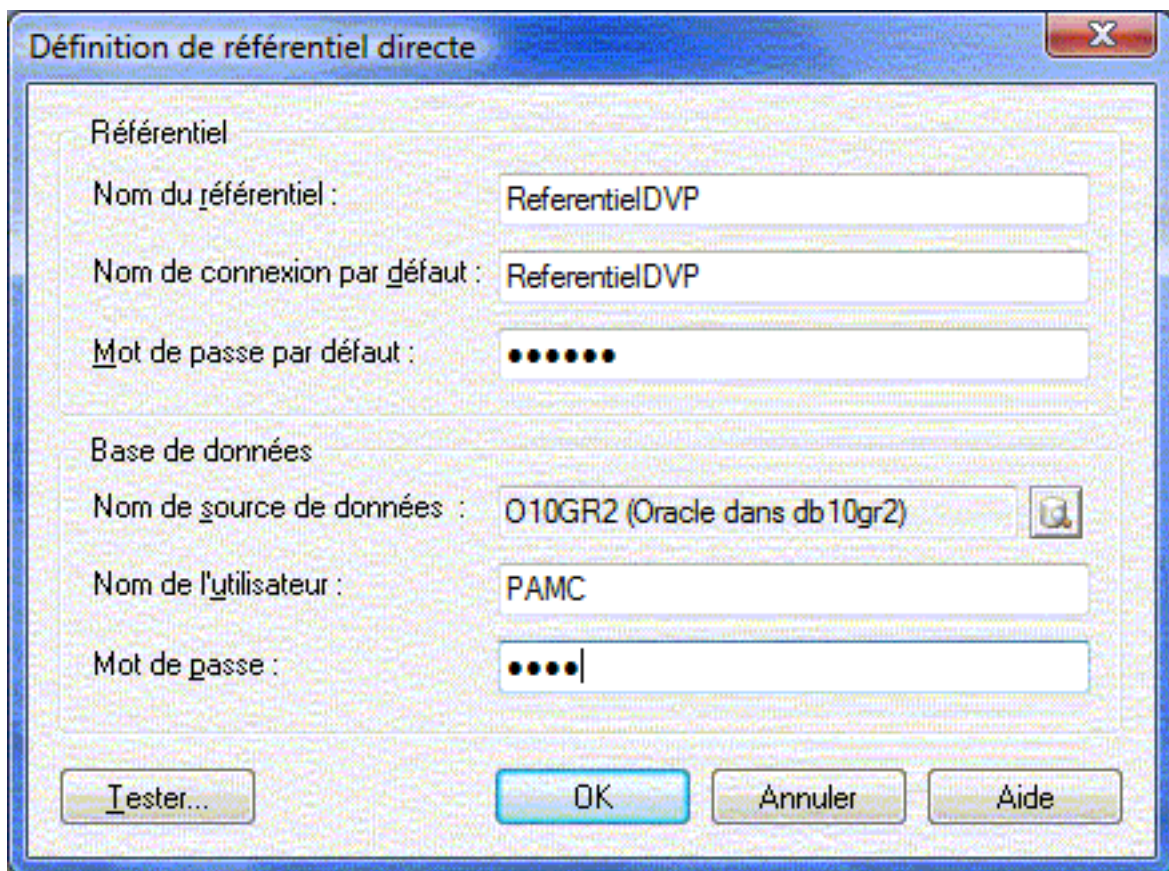 Définition de référentiel directe
Référentiel
Nom du référentiel : ReferentielDVP
Nom de connexion par défaut : ReferentielDVP
Mot de passe par défaut : ••••••
Base de données
Nom de source de données : O10GR2 (Oracle dans db10gr2)
Nom de l'utilisateur : PAMC
Mot de passe : ••••
Tester... OK Annuler Aide